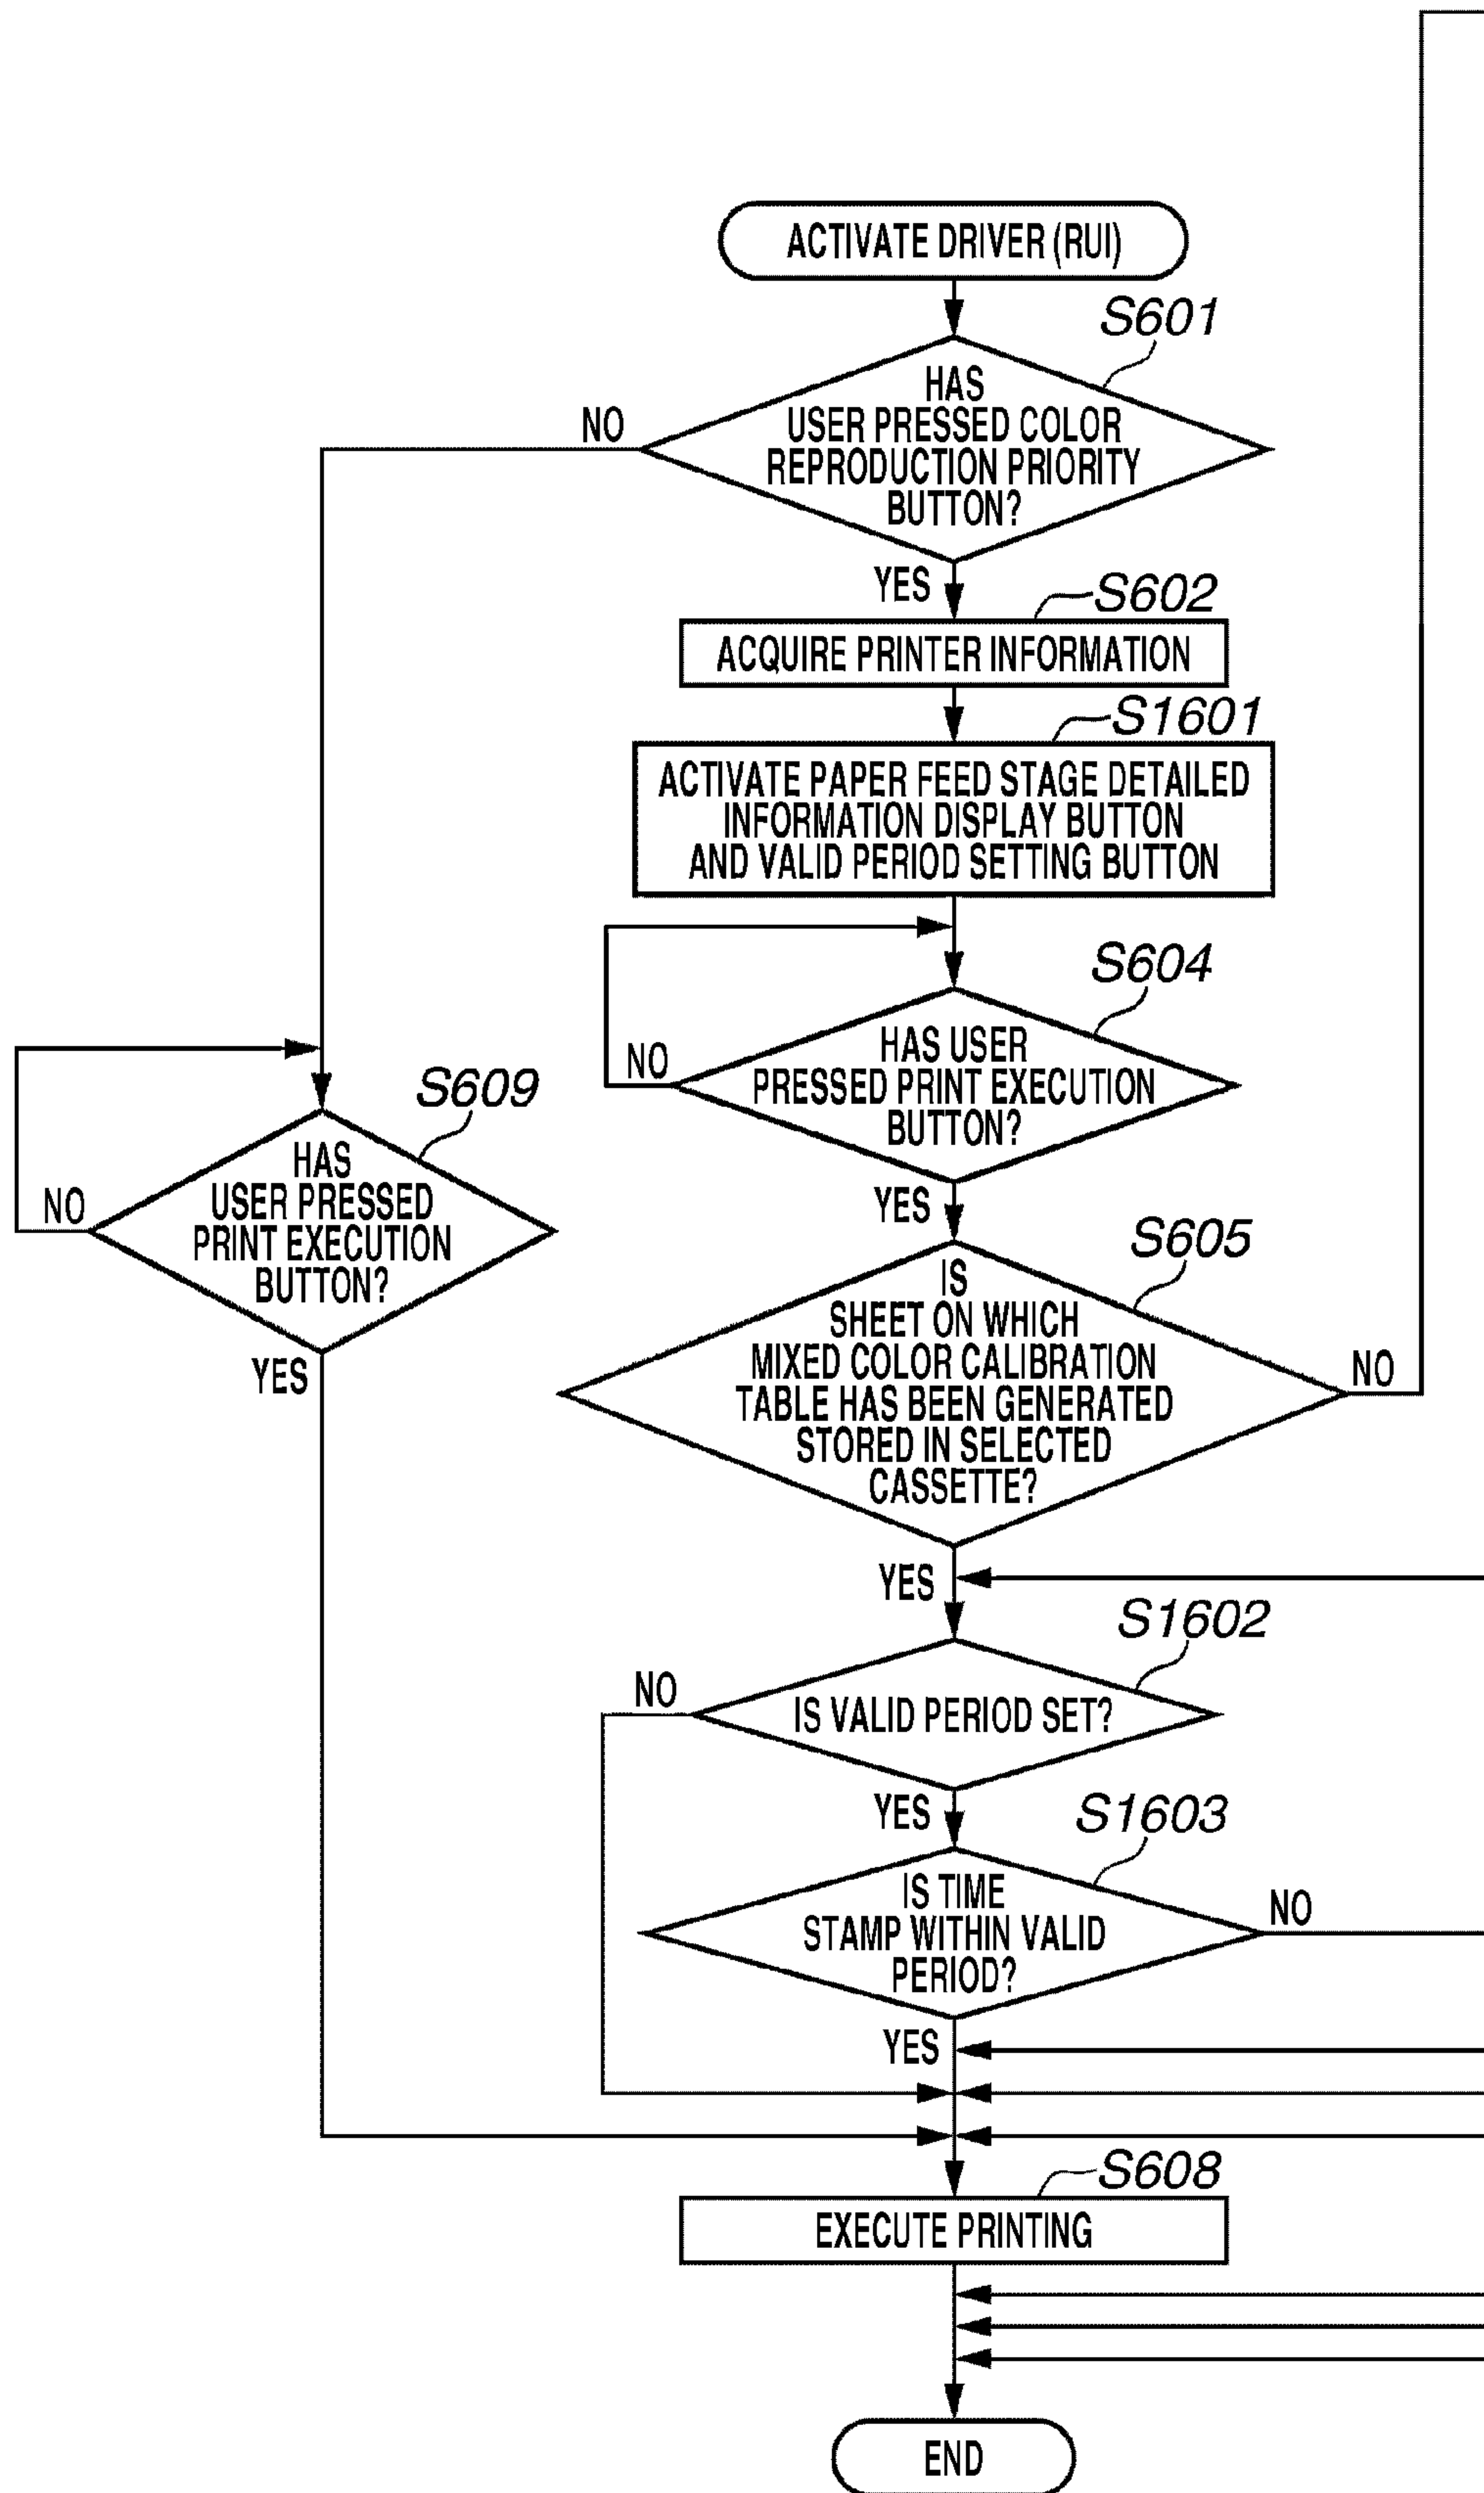 ACTIVATE DRIVER (RUI)
S601
HAS
USER PRESSED COLOR
REPRODUCTION PRIORITY
BUTTON?
NO
YES
S602
ACQUIRE PRINTER INFORMATION
S1601
ACTIVATE PAPER FEED STAGE DETAILED
INFORMATION DISPLAY BUTTON
AND VALID PERIOD SETTING BUTTON
S604
HAS USER
PRESSED PRINT EXECUTION
BUTTON?
NO
YES
S609
HAS
USER PRESSED
PRINT EXECUTION
BUTTON?
NO
YES
S605
IS
SHEET ON WHICH
MIXED COLOR CALIBRATION
TABLE HAS BEEN GENERATED
STORED IN SELECTED
CASSETTE?
NO
YES
S1602
IS VALID PERIOD SET?
NO
YES
S1603
IS TIME
STAMP WITHIN VALID
PERIOD?
NO
YES
S608
EXECUTE PRINTING
END